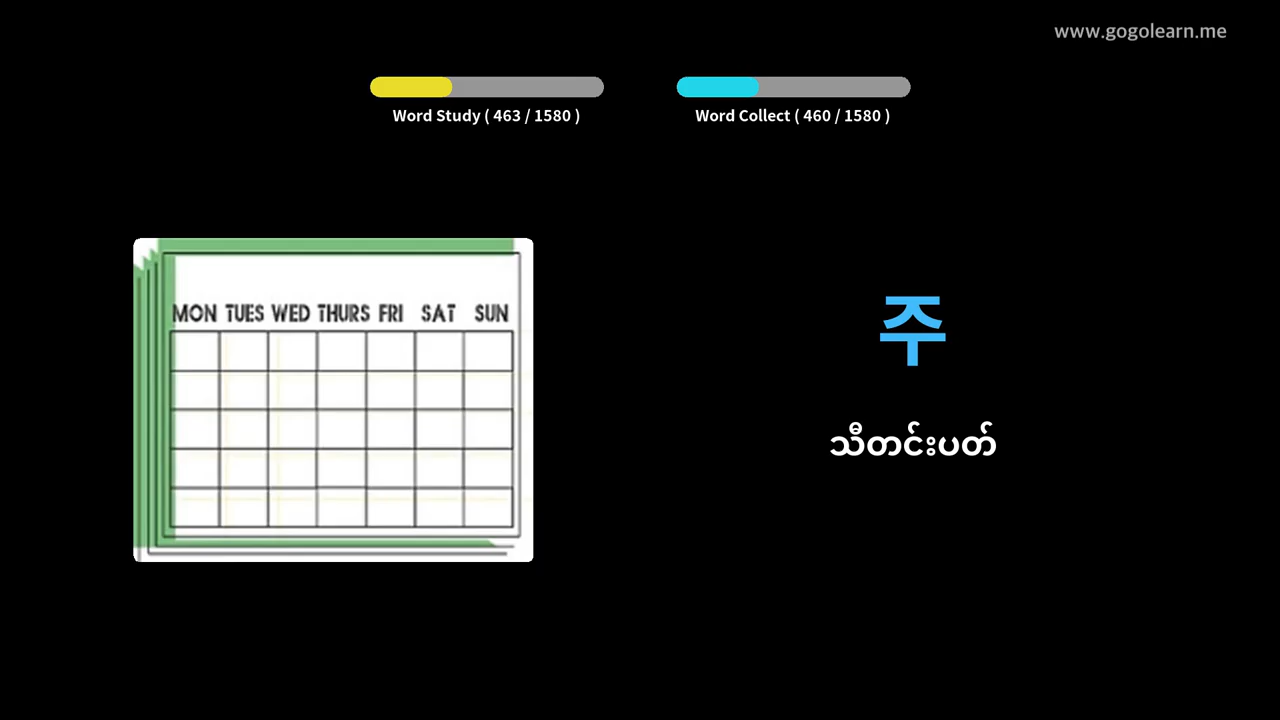 www.gogolearn.me
Word Study ( 463 / 1580 )
Word Collect ( 460 / 1580 )
MON TUES WED THURS FRI SAT SUN
주
သီတင်းပတ်